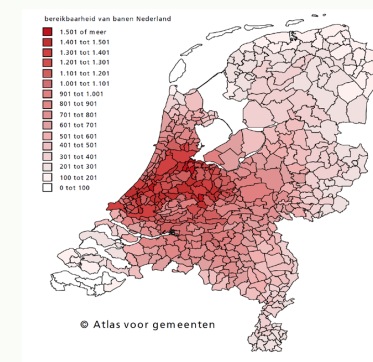 bereikbaarheid van banen Nederland
1.501 of meer
1.401 tot 1.501
1.301 tot 1.401
1.201 tot 1.301
1.101 tot 1.201
1.001 tot 1.101
901 tot 1.001
801 tot 901
701 tot 801
601 tot 701
501 tot 601
401 tot 501
301 tot 401
201 tot 301
100 tot 201
0 tot 100
© Atlas voor gemeenten